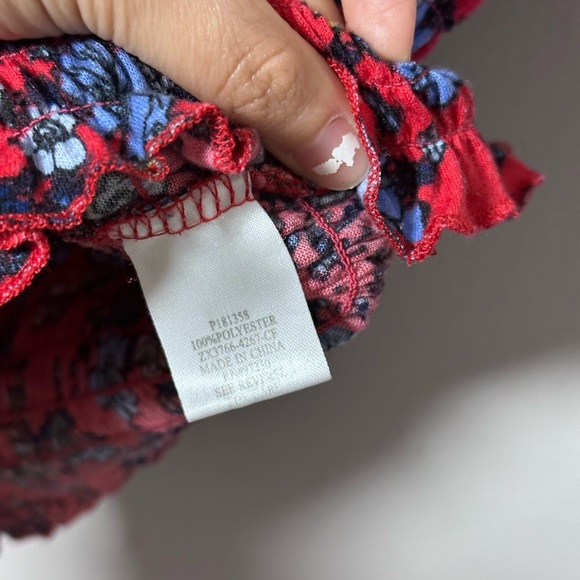 P181358
100%POLYESTER
ZX3766-4267-CF
MADE IN CHINA
SEE REVERSE